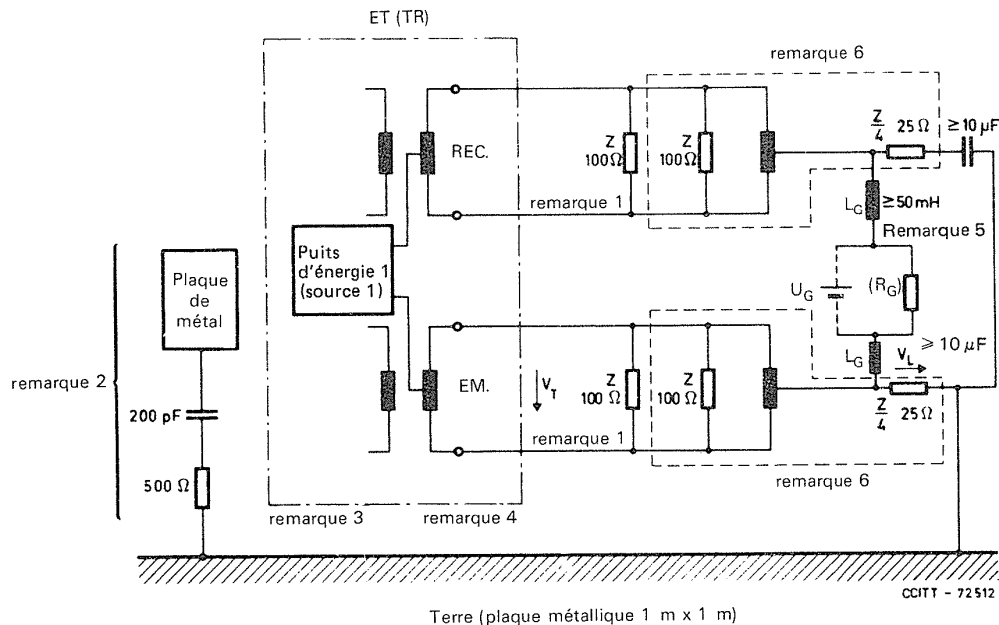 ET (TR)
remarque 6
Z/4 25 Ω ≥10 µF
REC.
Z
100 Ω
Z
100 Ω
L_G ≥50 mH
remarque 1
Remarque 5
Puits
d'énergie 1
(source 1)
Plaque
de
métal
U_G
(R_G)
remarque 2
L_G
≥ 10 µF
V_L
EM.
V_T
Z
100 Ω
Z
100 Ω
Z/4 25 Ω
200 pF
remarque 1
500 Ω
remarque 6
remarque 3
remarque 4
CCITT - 72512
Terre (plaque métallique 1 m x 1 m)